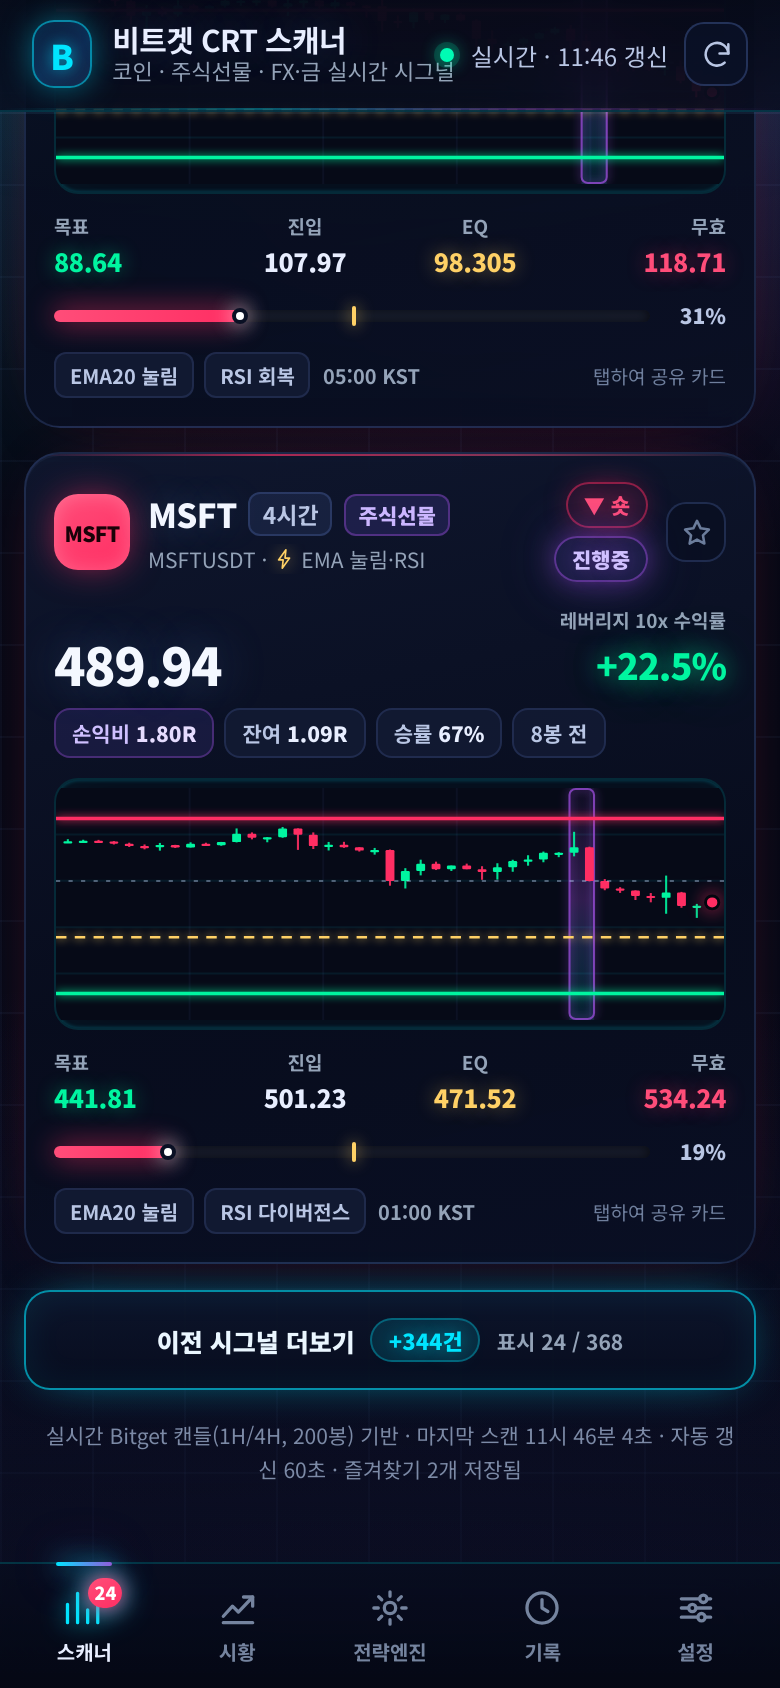 B
비트겟 CRT 스캐너
코인 · 주식선물 · FX·금 실시간 시그널
실시간 · 11:46 갱신
목표 진입 EQ 무효
88.64 107.97 98.305 118.71
31%
EMA20 눌림 RSI 회복 05:00 KST 탭하여 공유 카드
MSFT
MSFT 4시간 주식선물
▼ 숏
MSFTUSDT · ⚡ EMA 눌림·RSI
진행중
레버리지 10x 수익률
489.94 +22.5%
손익비 1.80R 잔여 1.09R 승률 67% 8봉 전
목표 진입 EQ 무효
441.81 501.23 471.52 534.24
19%
EMA20 눌림 RSI 다이버전스 01:00 KST 탭하여 공유 카드
이전 시그널 더보기 +344건 표시 24 / 368
실시간 Bitget 캔들(1H/4H, 200봉) 기반 · 마지막 스캔 11시 46분 4초 · 자동 갱
신 60초 · 즐겨찾기 2개 저장됨
24
스캐너 시황 전략엔진 기록 설정